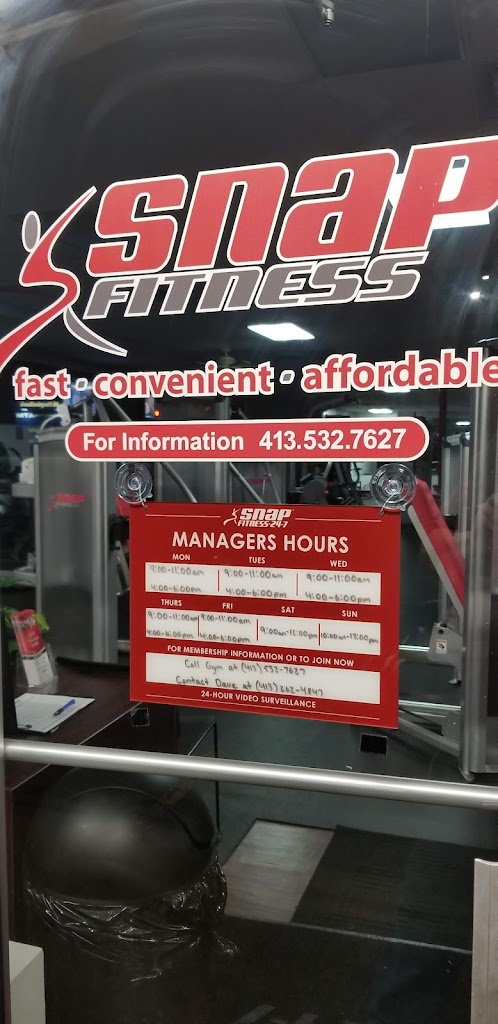 snap
FITNESS
fast · convenient · affordable
For Information 413.532.7627
snap
FITNESS·24-7
MANAGERS HOURS
MON TUES WED
9:00-11:00am 9:00-11:00am 9:00-11:00am
4:00-6:00pm 4:00-6:00pm 4:00-6:00pm
THURS FRI SAT SUN
9:00-11:00am 9:00-11:00am 9:00am-12:00pm 10:00am-12:00pm
4:00-6:00pm 4:00-6:00pm
FOR MEMBERSHIP INFORMATION OR TO JOIN NOW
Call Gym at (413) 532-7627
Contact Dave at (413) 262-4847
24-HOUR VIDEO SURVEILLANCE